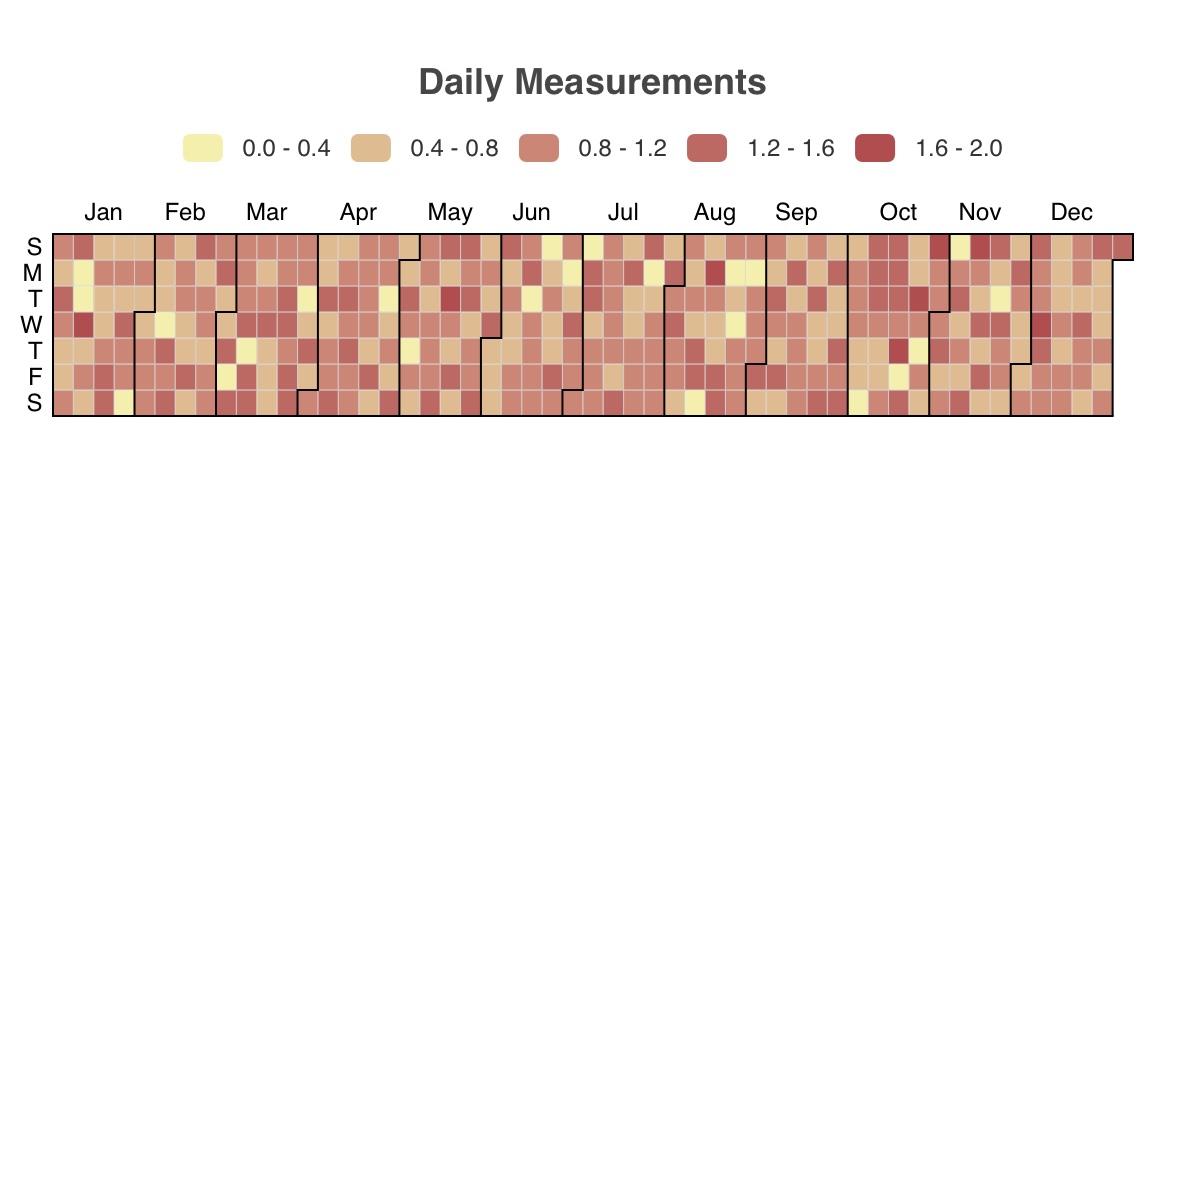 Daily Measurements
0.0 - 0.4 0.4 - 0.8 0.8 - 1.2 1.2 - 1.6 1.6 - 2.0
Jan Feb Mar Apr May Jun Jul Aug Sep Oct Nov Dec
S
M
T
W
T
F
S